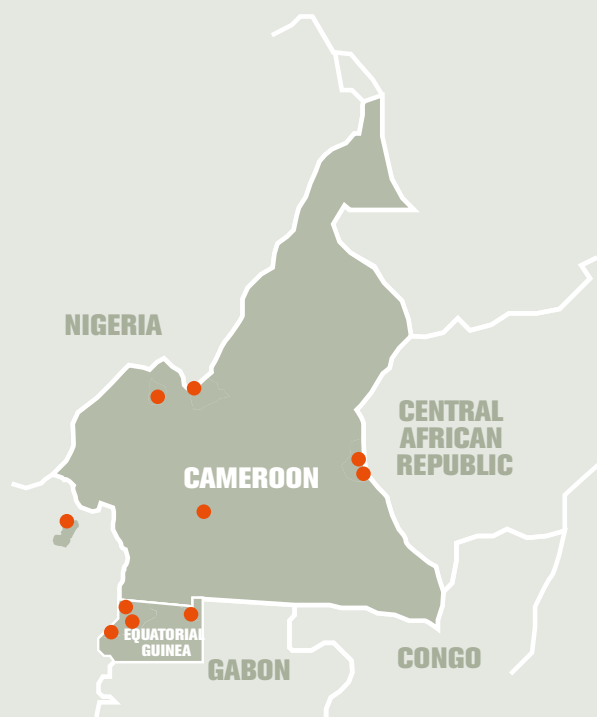 NIGERIA
CENTRAL
AFRICAN
REPUBLIC
CAMEROON
EQUATORIAL
GUINEA
GABON
CONGO